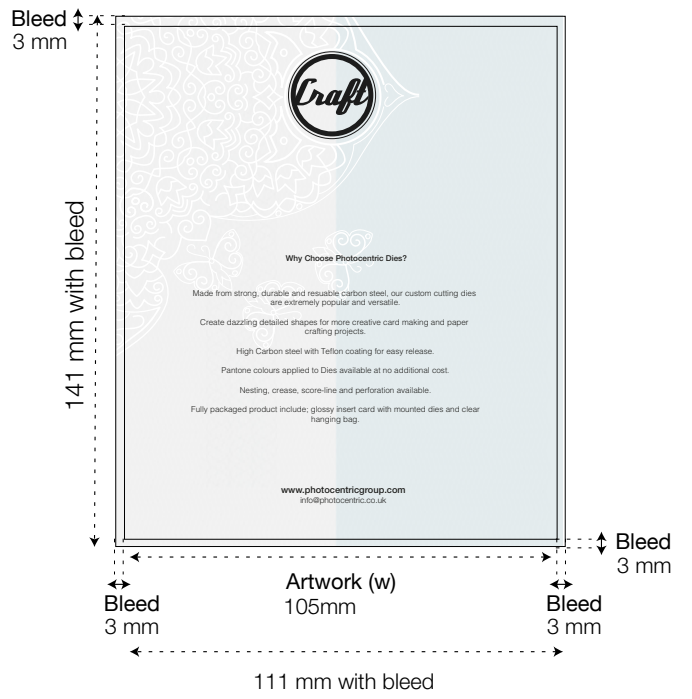 Bleed
3 mm
Craft
141 mm with bleed
Why Choose Photocentric Dies?
Made from strong, durable and resuable carbon steel, our custom cutting dies
are extremely popular and versatile.
Create dazzling detailed shapes for more creative card making and paper
crafting projects.
High Carbon steel with Teflon coating for easy release.
Pantone colours applied to Dies available at no additional cost.
Nesting, crease, score-line and perforation available.
Fully packaged product include; glossy insert card with mounted dies and clear
hanging bag.
www.photocentricgroup.com
info@photocentric.co.uk
Bleed
3 mm
Artwork (w)
105mm
Bleed
3 mm
Bleed
3 mm
111 mm with bleed